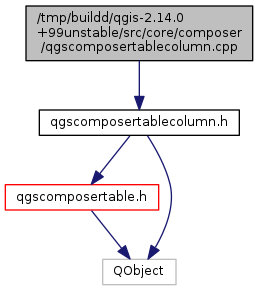 /tmp/buildd/qgis-2.14.0
+99unstable/src/core/composer
/qgscomposertablecolumn.cpp
qgscomposertablecolumn.h
qgscomposertable.h
QObject